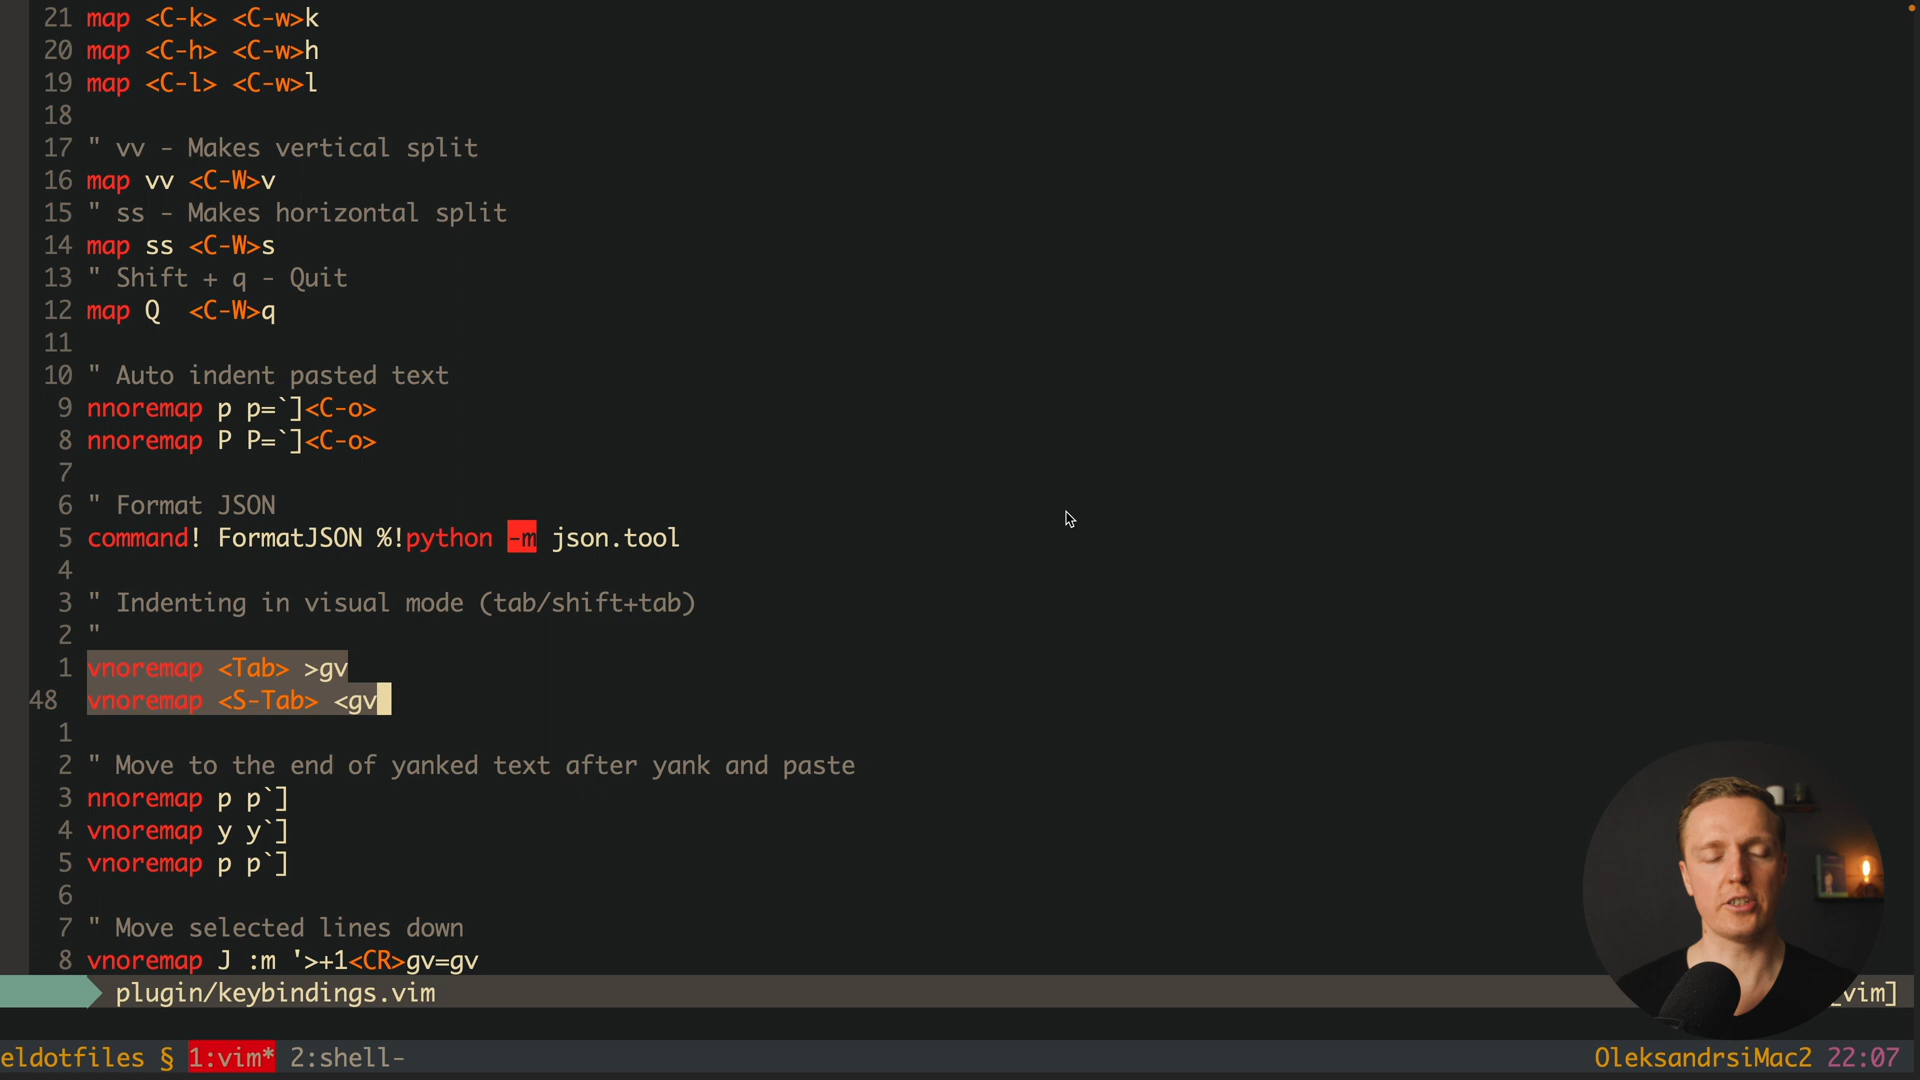 21 map <C-k> <C-w>k
20 map <C-h> <C-w>h
19 map <C-l> <C-w>l
18
17 " vv - Makes vertical split
16 map vv <C-W>v
15 " ss - Makes horizontal split
14 map ss <C-W>s
13 " Shift + q - Quit
12 map Q  <C-W>q
11
10 " Auto indent pasted text
9 nnoremap p p=`]<C-o>
8 nnoremap P P=`]<C-o>
7
6 " Format JSON
5 command! FormatJSON %!python -m json.tool
4
3 " Indenting in visual mode (tab/shift+tab)
2 "
1 vnoremap <Tab> >gv
48 vnoremap <S-Tab> <gv
1
2 " Move to the end of yanked text after yank and paste
3 nnoremap p p`]
4 vnoremap y y`]
5 vnoremap p p`]
6
7 " Move selected lines down
8 vnoremap J :m '>+1<CR>gv=gv
plugin/keybindings.vim vim]
eldotfiles § 1:vim* 2:shell- OleksandrsiMac2 22:07